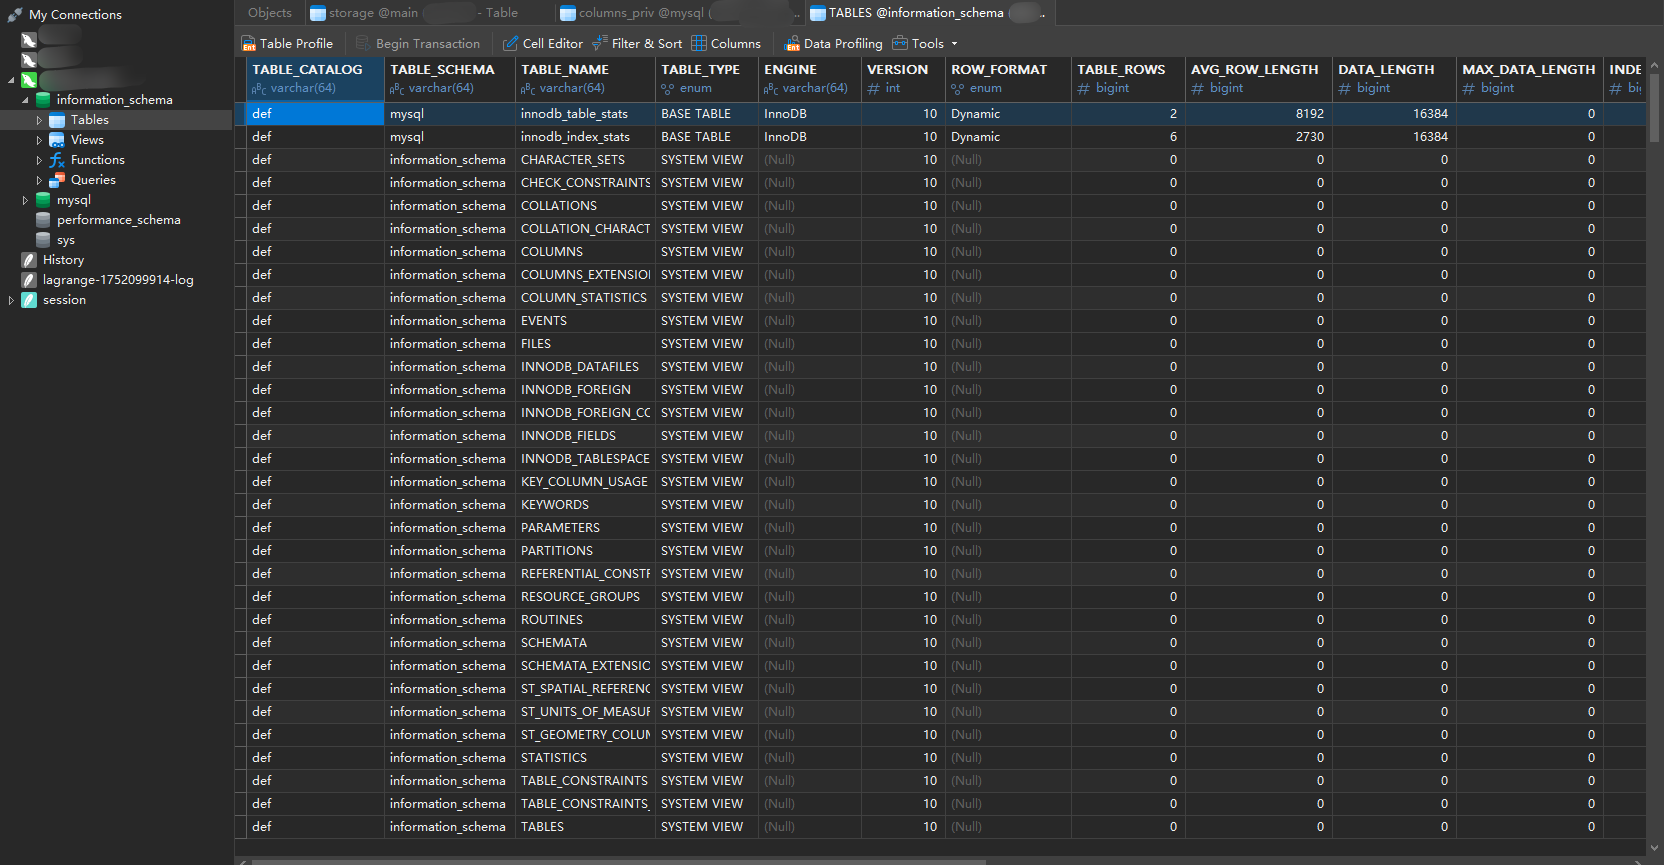 My Connections
information_schema
Tables
Views
Functions
Queries
mysql
performance_schema
sys
History
lagrange-1752099914-log
session
Objects storage @main - Table columns_priv @mysql ( .. TABLES @information_schema ( ..
Table Profile Begin Transaction Cell Editor Filter & Sort Columns Data Profiling Tools
TABLE_CATALOG TABLE_SCHEMA TABLE_NAME TABLE_TYPE ENGINE VERSION ROW_FORMAT TABLE_ROWS AVG_ROW_LENGTH DATA_LENGTH MAX_DATA_LENGTH INDE
varchar(64) varchar(64) varchar(64) enum varchar(64) int enum bigint bigint bigint bigint big
def mysql innodb_table_stats BASE TABLE InnoDB 10 Dynamic 2 8192 16384 0
def mysql innodb_index_stats BASE TABLE InnoDB 10 Dynamic 6 2730 16384 0
def information_schema CHARACTER_SETS SYSTEM VIEW (Null) 10 (Null) 0 0 0 0
def information_schema CHECK_CONSTRAINTS SYSTEM VIEW (Null) 10 (Null) 0 0 0 0
def information_schema COLLATIONS SYSTEM VIEW (Null) 10 (Null) 0 0 0 0
def information_schema COLLATION_CHARACT SYSTEM VIEW (Null) 10 (Null) 0 0 0 0
def information_schema COLUMNS SYSTEM VIEW (Null) 10 (Null) 0 0 0 0
def information_schema COLUMNS_EXTENSION SYSTEM VIEW (Null) 10 (Null) 0 0 0 0
def information_schema COLUMN_STATISTICS SYSTEM VIEW (Null) 10 (Null) 0 0 0 0
def information_schema EVENTS SYSTEM VIEW (Null) 10 (Null) 0 0 0 0
def information_schema FILES SYSTEM VIEW (Null) 10 (Null) 0 0 0 0
def information_schema INNODB_DATAFILES SYSTEM VIEW (Null) 10 (Null) 0 0 0 0
def information_schema INNODB_FOREIGN SYSTEM VIEW (Null) 10 (Null) 0 0 0 0
def information_schema INNODB_FOREIGN_CO SYSTEM VIEW (Null) 10 (Null) 0 0 0 0
def information_schema INNODB_FIELDS SYSTEM VIEW (Null) 10 (Null) 0 0 0 0
def information_schema INNODB_TABLESPACE SYSTEM VIEW (Null) 10 (Null) 0 0 0 0
def information_schema KEY_COLUMN_USAGE SYSTEM VIEW (Null) 10 (Null) 0 0 0 0
def information_schema KEYWORDS SYSTEM VIEW (Null) 10 (Null) 0 0 0 0
def information_schema PARAMETERS SYSTEM VIEW (Null) 10 (Null) 0 0 0 0
def information_schema PARTITIONS SYSTEM VIEW (Null) 10 (Null) 0 0 0 0
def information_schema REFERENTIAL_CONSTR SYSTEM VIEW (Null) 10 (Null) 0 0 0 0
def information_schema RESOURCE_GROUPS SYSTEM VIEW (Null) 10 (Null) 0 0 0 0
def information_schema ROUTINES SYSTEM VIEW (Null) 10 (Null) 0 0 0 0
def information_schema SCHEMATA SYSTEM VIEW (Null) 10 (Null) 0 0 0 0
def information_schema SCHEMATA_EXTENSIO SYSTEM VIEW (Null) 10 (Null) 0 0 0 0
def information_schema ST_SPATIAL_REFERENC SYSTEM VIEW (Null) 10 (Null) 0 0 0 0
def information_schema ST_UNITS_OF_MEASUR SYSTEM VIEW (Null) 10 (Null) 0 0 0 0
def information_schema ST_GEOMETRY_COLUM SYSTEM VIEW (Null) 10 (Null) 0 0 0 0
def information_schema STATISTICS SYSTEM VIEW (Null) 10 (Null) 0 0 0 0
def information_schema TABLE_CONSTRAINTS SYSTEM VIEW (Null) 10 (Null) 0 0 0 0
def information_schema TABLE_CONSTRAINTS_ SYSTEM VIEW (Null) 10 (Null) 0 0 0 0
def information_schema TABLES SYSTEM VIEW (Null) 10 (Null) 0 0 0 0